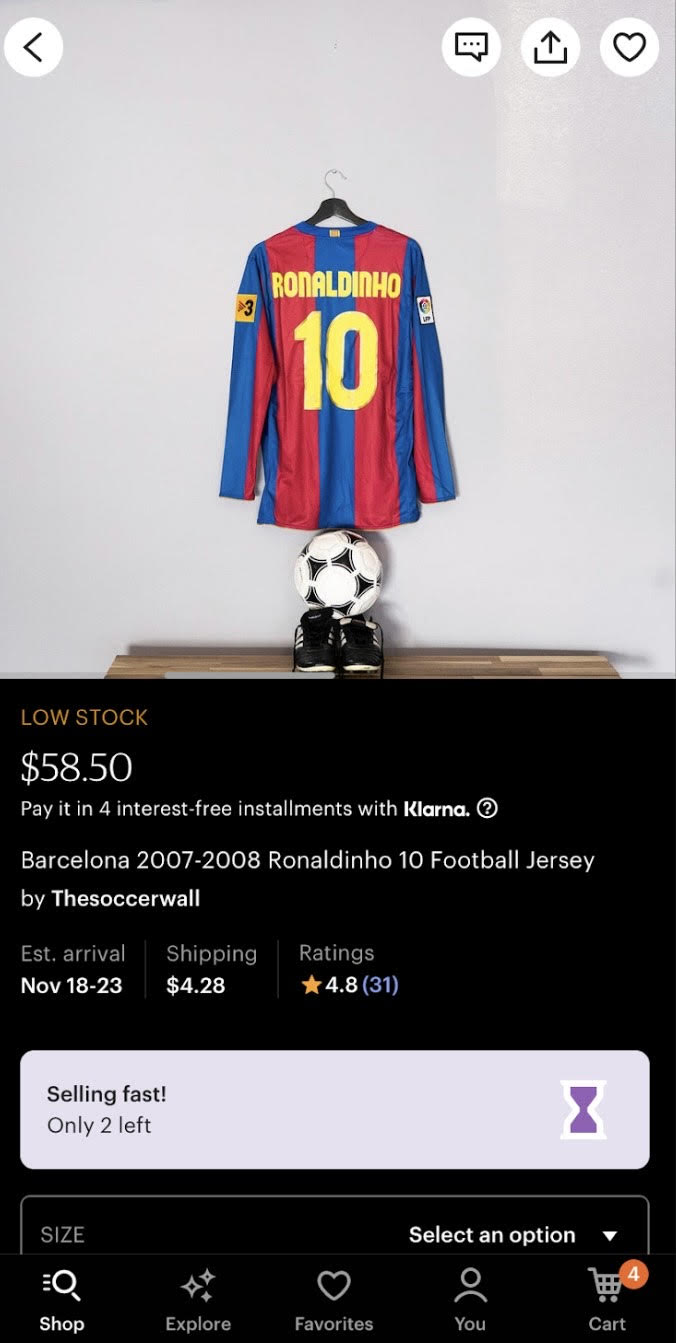 RONALDINHO
3
LFP
10
LOW STOCK
$58.50
Pay it in 4 interest-free installments with Klarna. ?
Barcelona 2007-2008 Ronaldinho 10 Football Jersey
by Thesoccerwall
Est. arrival
Nov 18-23
Shipping
$4.28
Ratings
4.8 (31)
Selling fast!
Only 2 left
SIZE
Select an option
Shop
Explore
Favorites
You
4
Cart